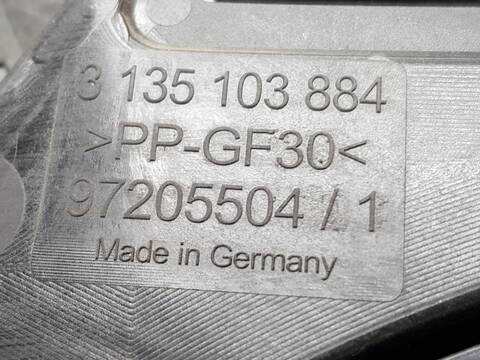 3 135 103 884
>PP-GF30<
97205504 / 1
Made in Germany